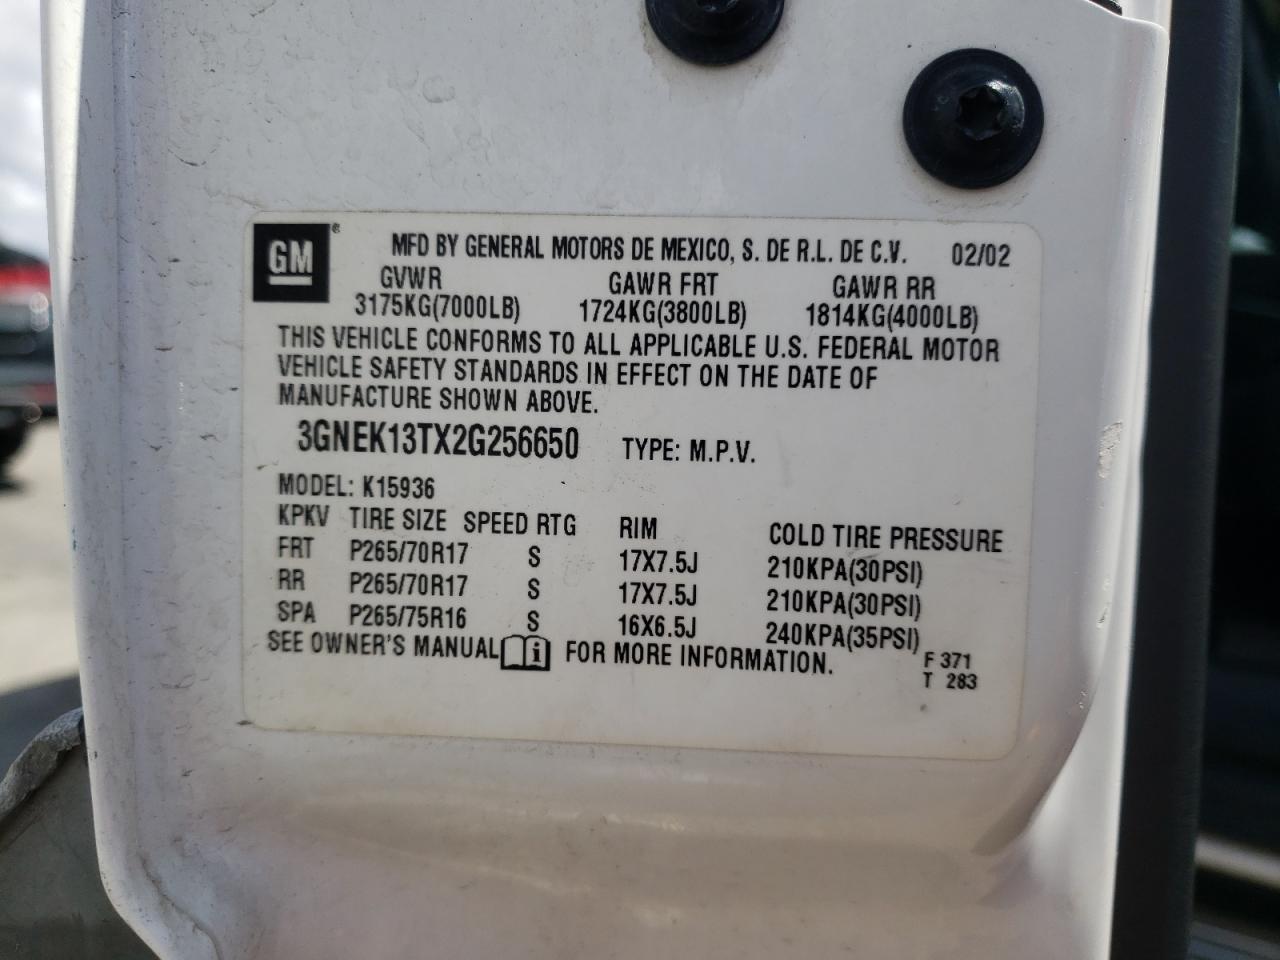 GM ® MFD BY GENERAL MOTORS DE MEXICO, S. DE R.L. DE C.V. 02/02
GVWR GAWR FRT GAWR RR
3175KG(7000LB) 1724KG(3800LB) 1814KG(4000LB)
THIS VEHICLE CONFORMS TO ALL APPLICABLE U.S. FEDERAL MOTOR
VEHICLE SAFETY STANDARDS IN EFFECT ON THE DATE OF
MANUFACTURE SHOWN ABOVE.
3GNEK13TX2G256650 TYPE: M.P.V.
MODEL: K15936
KPKV TIRE SIZE SPEED RTG RIM COLD TIRE PRESSURE
FRT P265/70R17 S 17X7.5J 210KPA(30PSI)
RR P265/70R17 S 17X7.5J 210KPA(30PSI)
SPA P265/75R16 S 16X6.5J 240KPA(35PSI)
SEE OWNER'S MANUAL i FOR MORE INFORMATION.
F 371
T 283